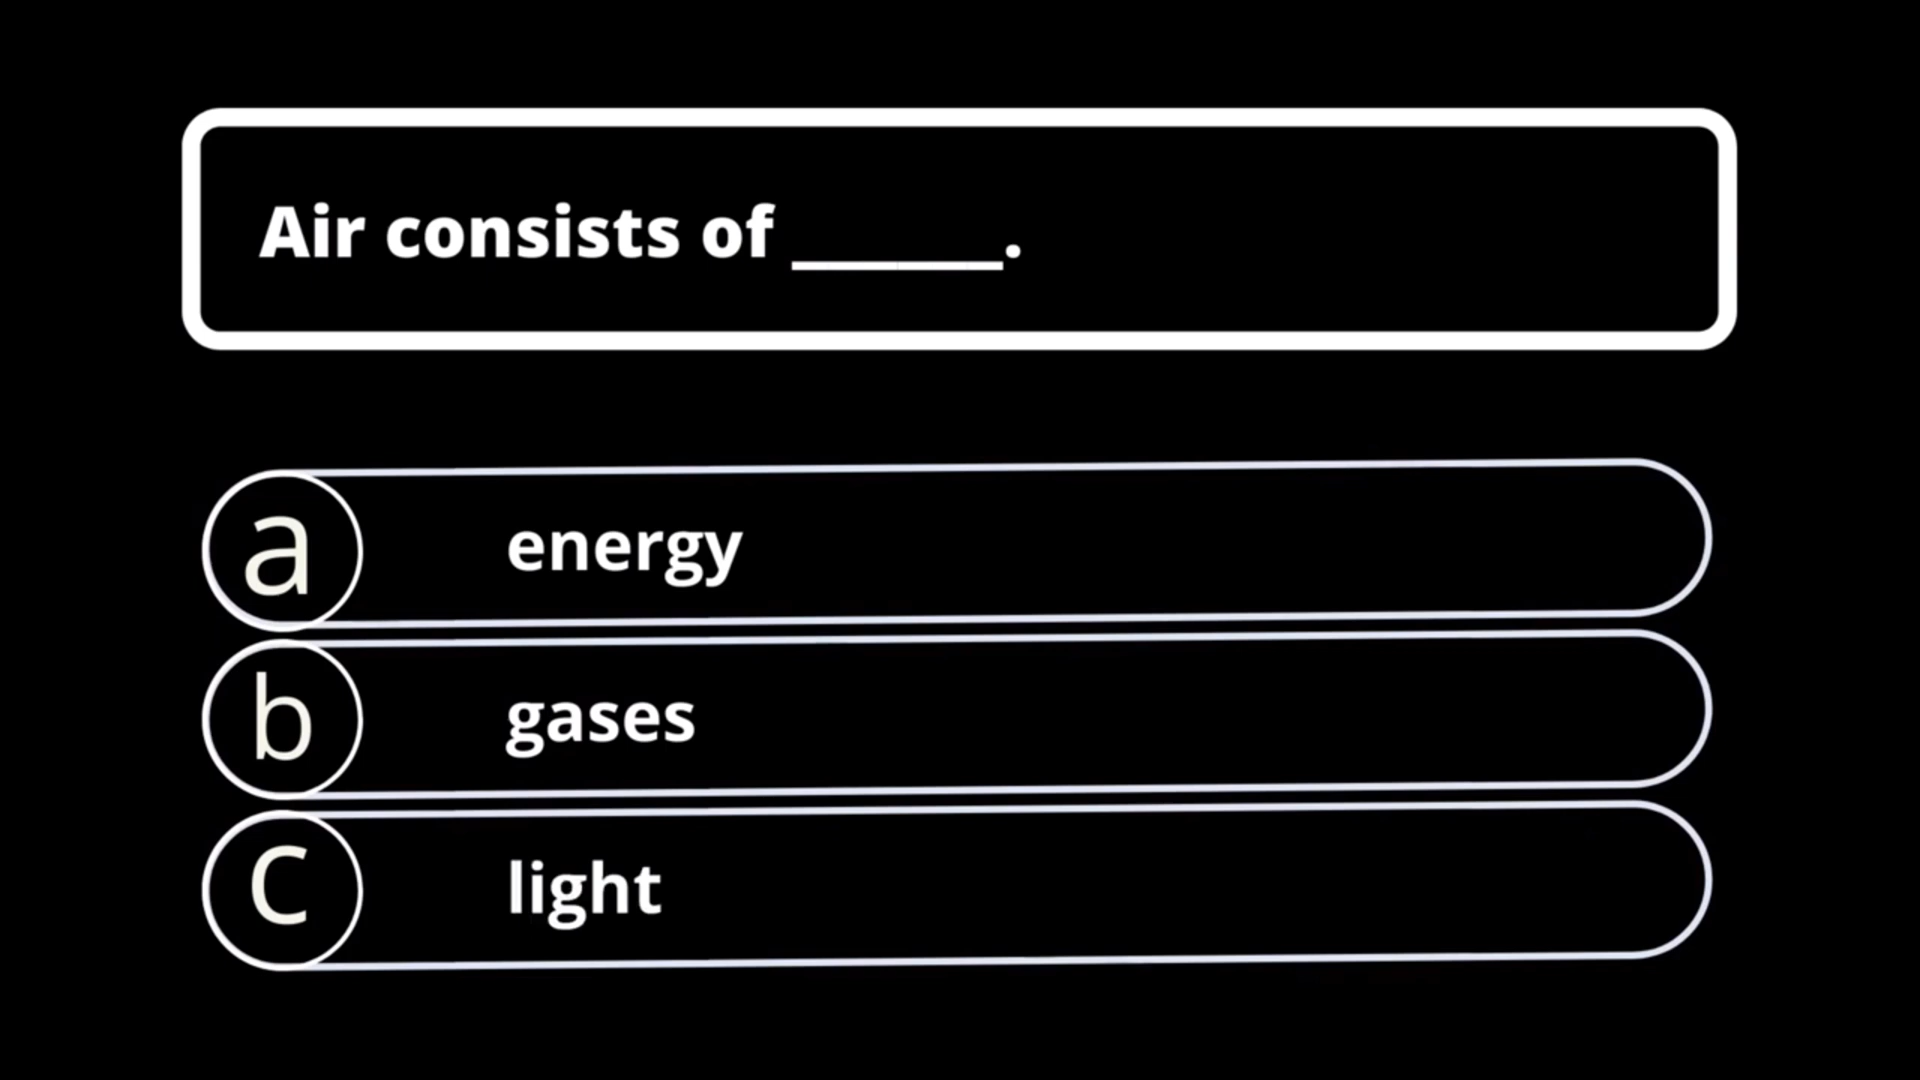 Air consists of ______.
a energy
b gases
c light